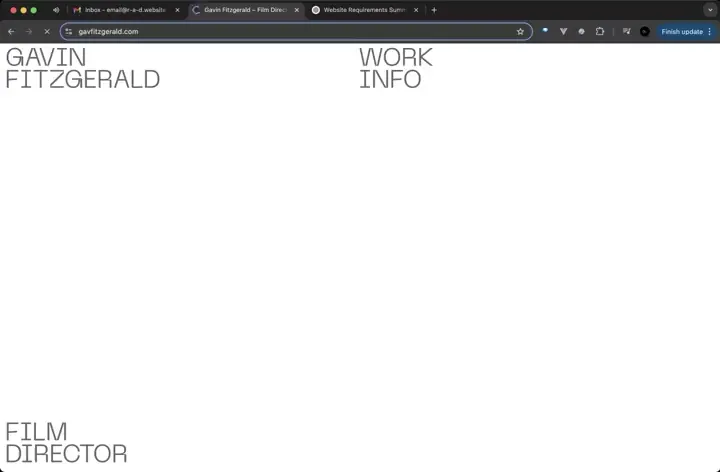 Inbox – email@r-a-d.website
Gavin Fitzgerald – Film Direc
Website Requirements Summ
gavfitzgerald.com
Finish update
GAVIN
FITZGERALD
WORK
INFO
FILM
DIRECTOR